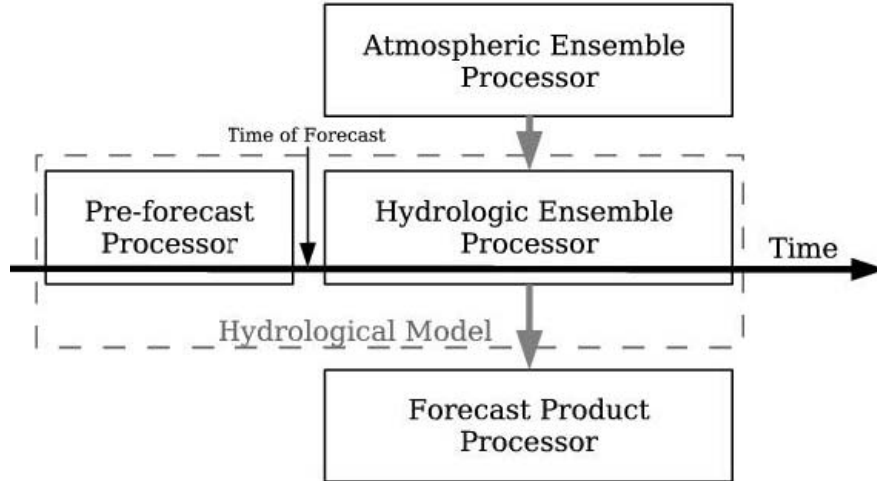 Atmospheric Ensemble
Processor
Time of Forecast
Pre-forecast
Processor
Hydrologic Ensemble
Processor
Time
Hydrological Model
Forecast Product
Processor